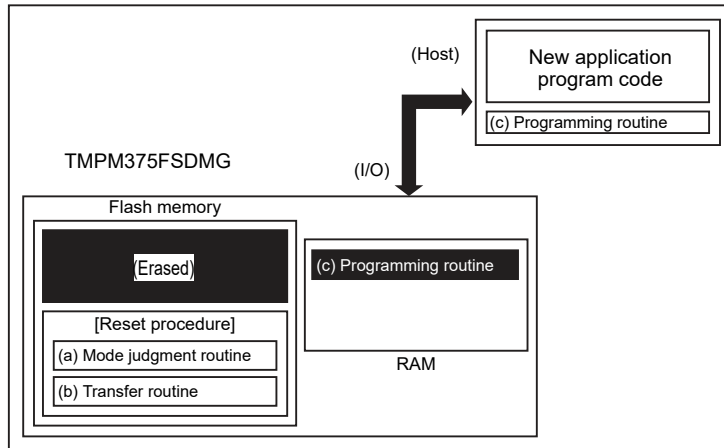 (Host)
New application
program code
(c) Programming routine
TMPM375FSDMG
(I/O)
Flash memory
(Erased)
(c) Programming routine
[Reset procedure]
(a) Mode judgment routine
(b) Transfer routine
RAM